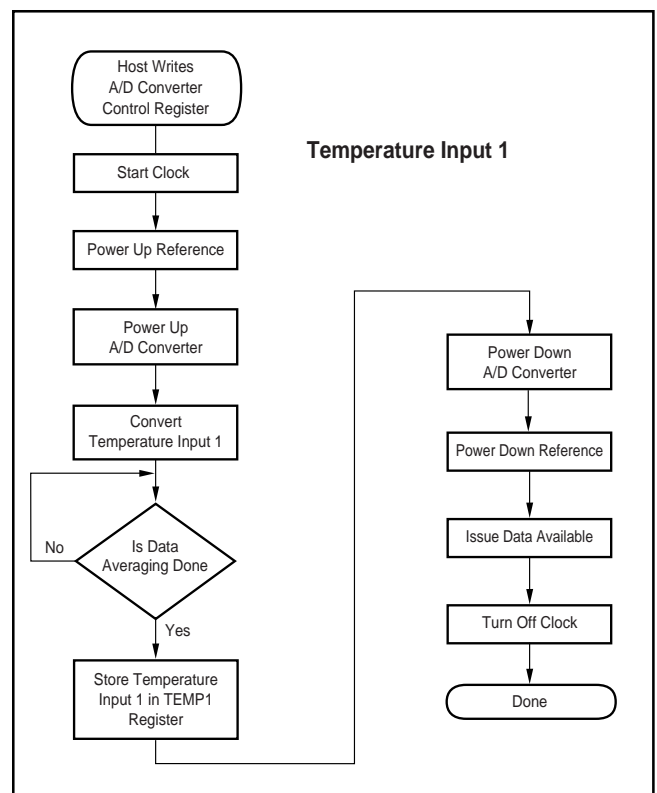 Host Writes
A/D Converter
Control Register
Temperature Input 1
Start Clock
Power Up Reference
Power Up
A/D Converter
Convert
Temperature Input 1
No
Is Data
Averaging Done
Yes
Store Temperature
Input 1 in TEMP1
Register
Power Down
A/D Converter
Power Down Reference
Issue Data Available
Turn Off Clock
Done